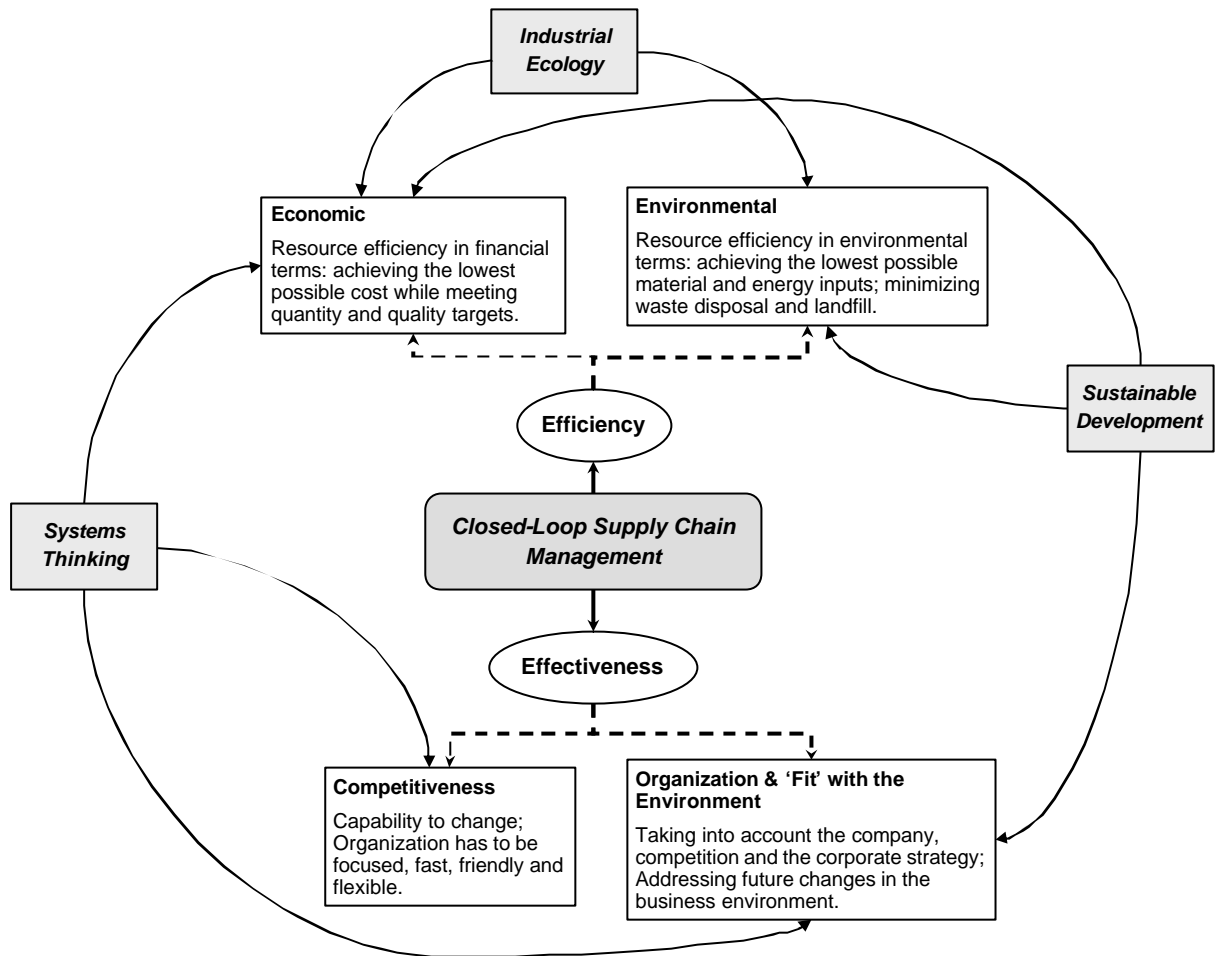 Industrial
Ecology
Economic
Resource efficiency in financial
terms: achieving the lowest
possible cost while meeting
quantity and quality targets.
Environmental
Resource efficiency in environmental
terms: achieving the lowest possible
material and energy inputs; minimizing
waste disposal and landfill.
Efficiency
Sustainable
Development
Systems
Thinking
Closed-Loop Supply Chain
Management
Effectiveness
Competitiveness
Capability to change;
Organization has to be
focused, fast, friendly and
flexible.
Organization & ‘Fit’ with the
Environment
Taking into account the company,
competition and the corporate strategy;
Addressing future changes in the
business environment.